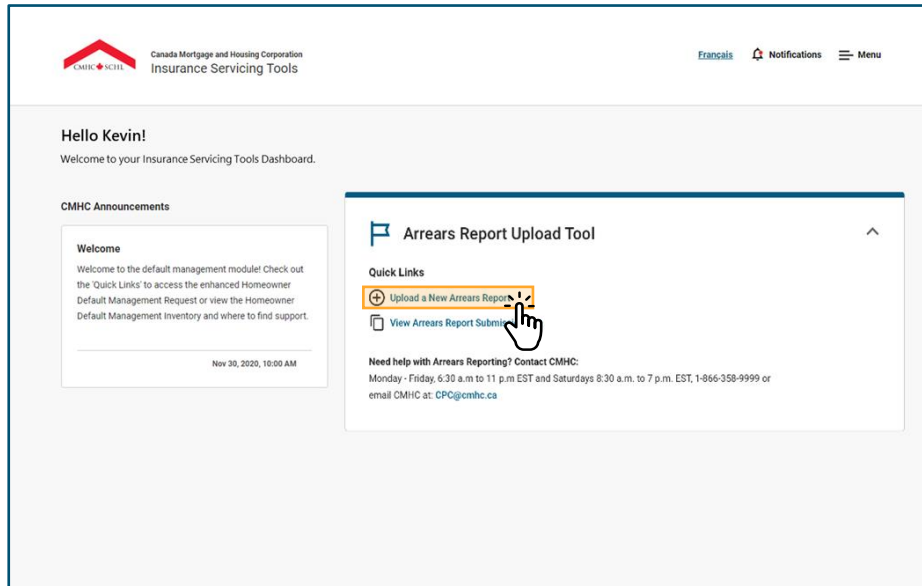 CMHC SCHL
Canada Mortgage and Housing Corporation
Insurance Servicing Tools
Français
Notifications
Menu
Hello Kevin!
Welcome to your Insurance Servicing Tools Dashboard.
CMHC Announcements
Welcome
Welcome to the default management module! Check out
the 'Quick Links' to access the enhanced Homeowner
Default Management Request or view the Homeowner
Default Management Inventory and where to find support.
Nov 30, 2020, 10:00 AM
Arrears Report Upload Tool
Quick Links
Upload a New Arrears Report
View Arrears Report
Need help with Arrears Reporting? Contact CMHC:
Monday - Friday, 6:30 a.m to 11 p.m EST and Saturdays 8:30 a.m. to 7 p.m. EST, 1-866-358-9999 or
email CMHC at: CPC@cmhc.ca